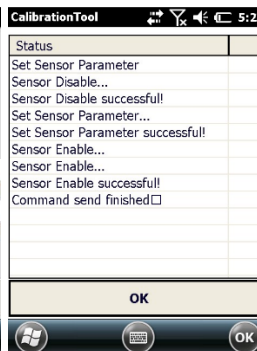 CalibrationTool 5:2
Status
Set Sensor Parameter
Sensor Disable...
Sensor Disable successful!
Set Sensor Parameter...
Set Sensor Parameter successful!
Sensor Enable...
Sensor Enable...
Sensor Enable successful!
Command send finished□
OK
OK